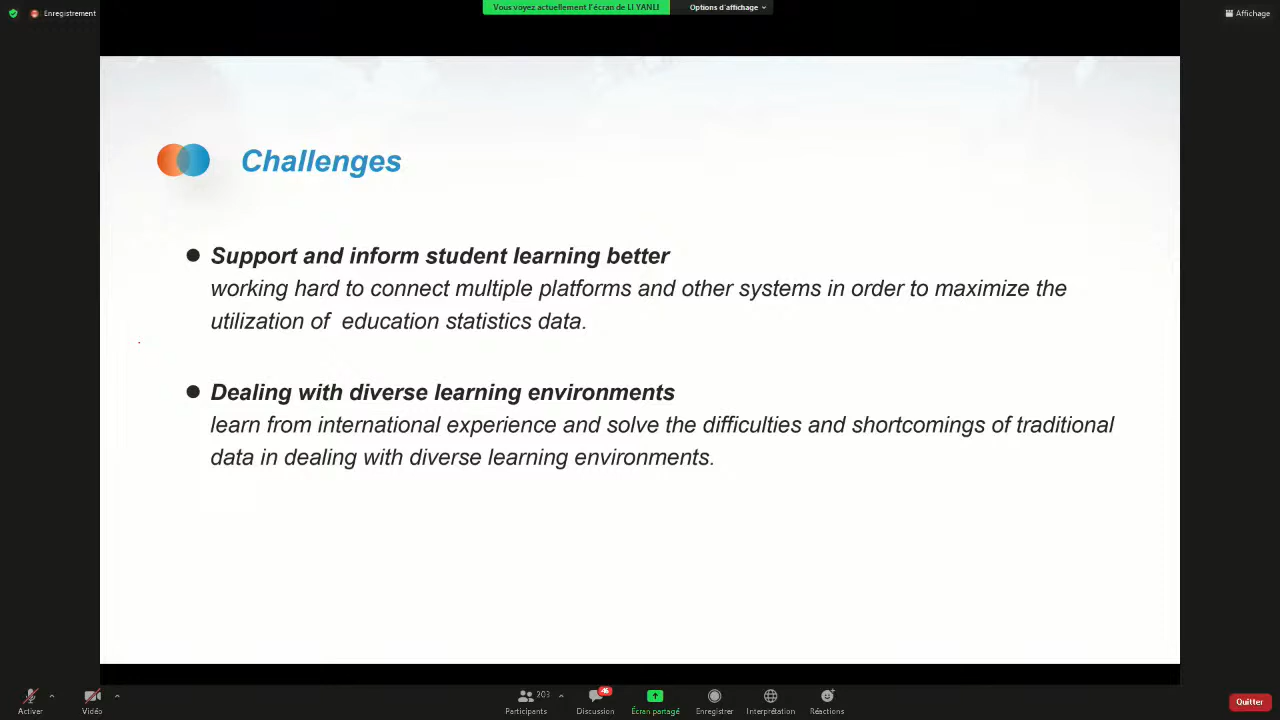 Vous voyez actuellement l'écran de LI YANLI
Options d'affichage
Enregistrement
Affichage
Challenges
Support and inform student learning better
working hard to connect multiple platforms and other systems in order to maximize the
utilization of education statistics data.
Dealing with diverse learning environments
learn from international experience and solve the difficulties and shortcomings of traditional
data in dealing with diverse learning environments.
203
46
Activer
Vidéo
Participants
Discussion
Écran partagé
Enregistrer
Interprétation
Réactions
Quitter